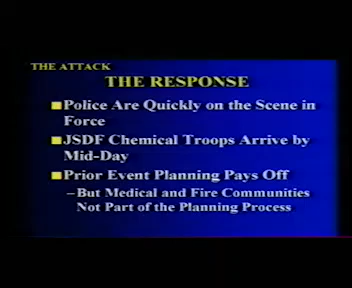 THE ATTACK
THE RESPONSE
Police Are Quickly on the Scene in
Force
JSDF Chemical Troops Arrive by
Mid-Day
Prior Event Planning Pays Off
–But Medical and Fire Communities
Not Part of the Planning Process